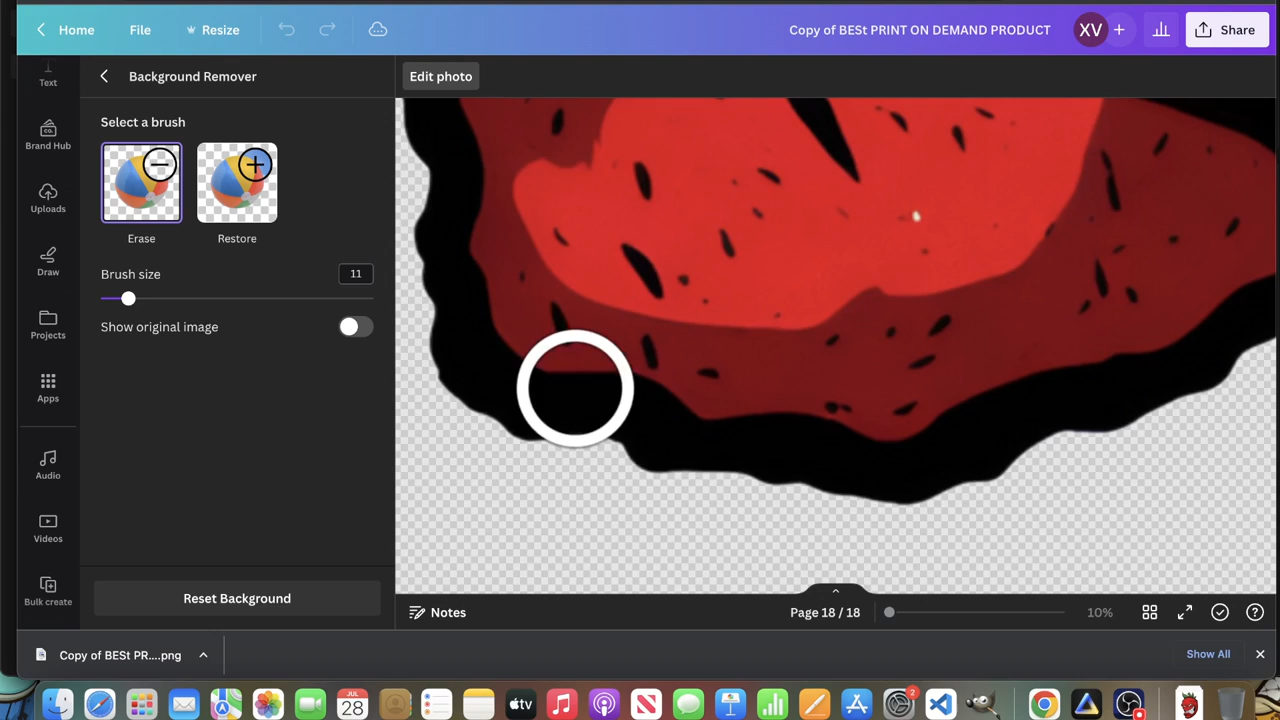 Home
File
Resize
Copy of BESt PRINT ON DEMAND PRODUCT
XV
Share
Text
Brand Hub
Uploads
Draw
Projects
Apps
Audio
Videos
Bulk create
Background Remover
Select a brush
Erase
Restore
Brush size
11
Show original image
Reset Background
Edit photo
Notes
Page 18 / 18
10%
Copy of BESt PR....png
Show All
JUL
28
tv
2